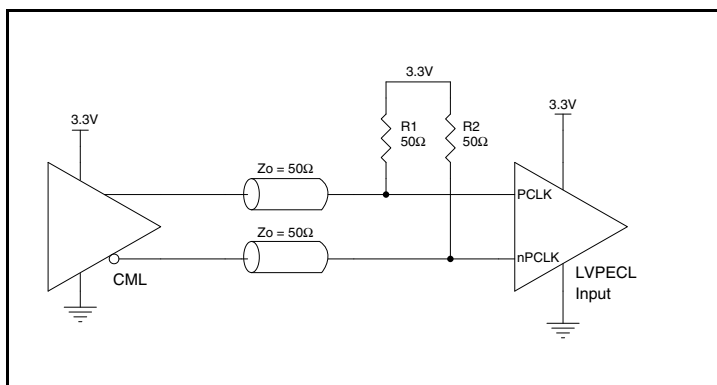 3.3V
3.3V
3.3V
R1
50Ω
R2
50Ω
Zo = 50Ω
PCLK
Zo = 50Ω
nPCLK
CML
LVPECL
Input